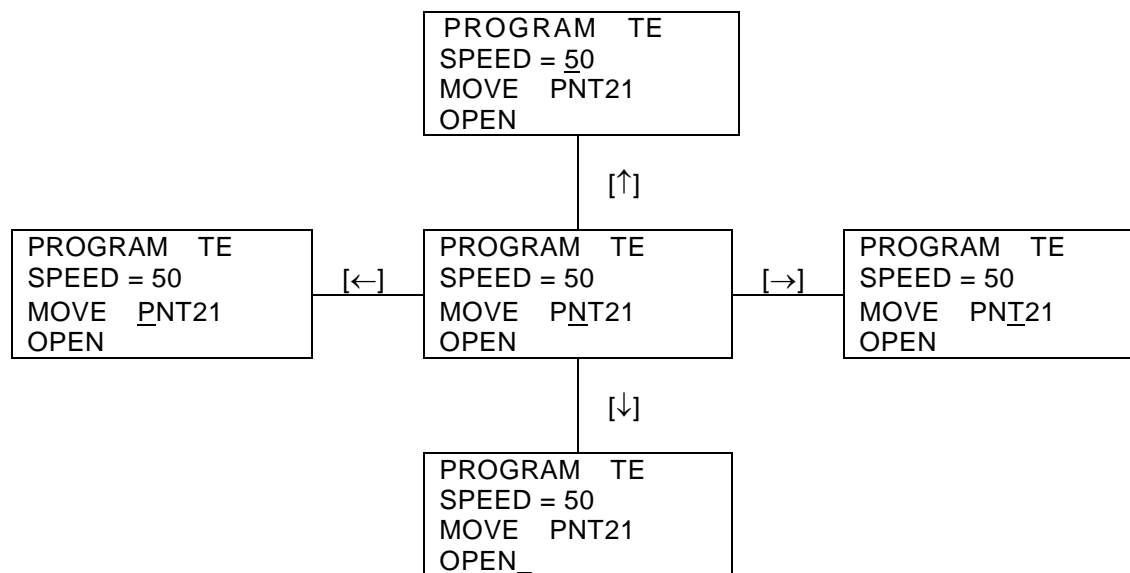 PROGRAM TE
SPEED = 50
MOVE PNT21
OPEN
[↑]
PROGRAM TE
SPEED = 50
MOVE PNT21
OPEN
[←]
PROGRAM TE
SPEED = 50
MOVE PNT21
OPEN
[→]
PROGRAM TE
SPEED = 50
MOVE PNT21
OPEN
[↓]
PROGRAM TE
SPEED = 50
MOVE PNT21
OPEN_